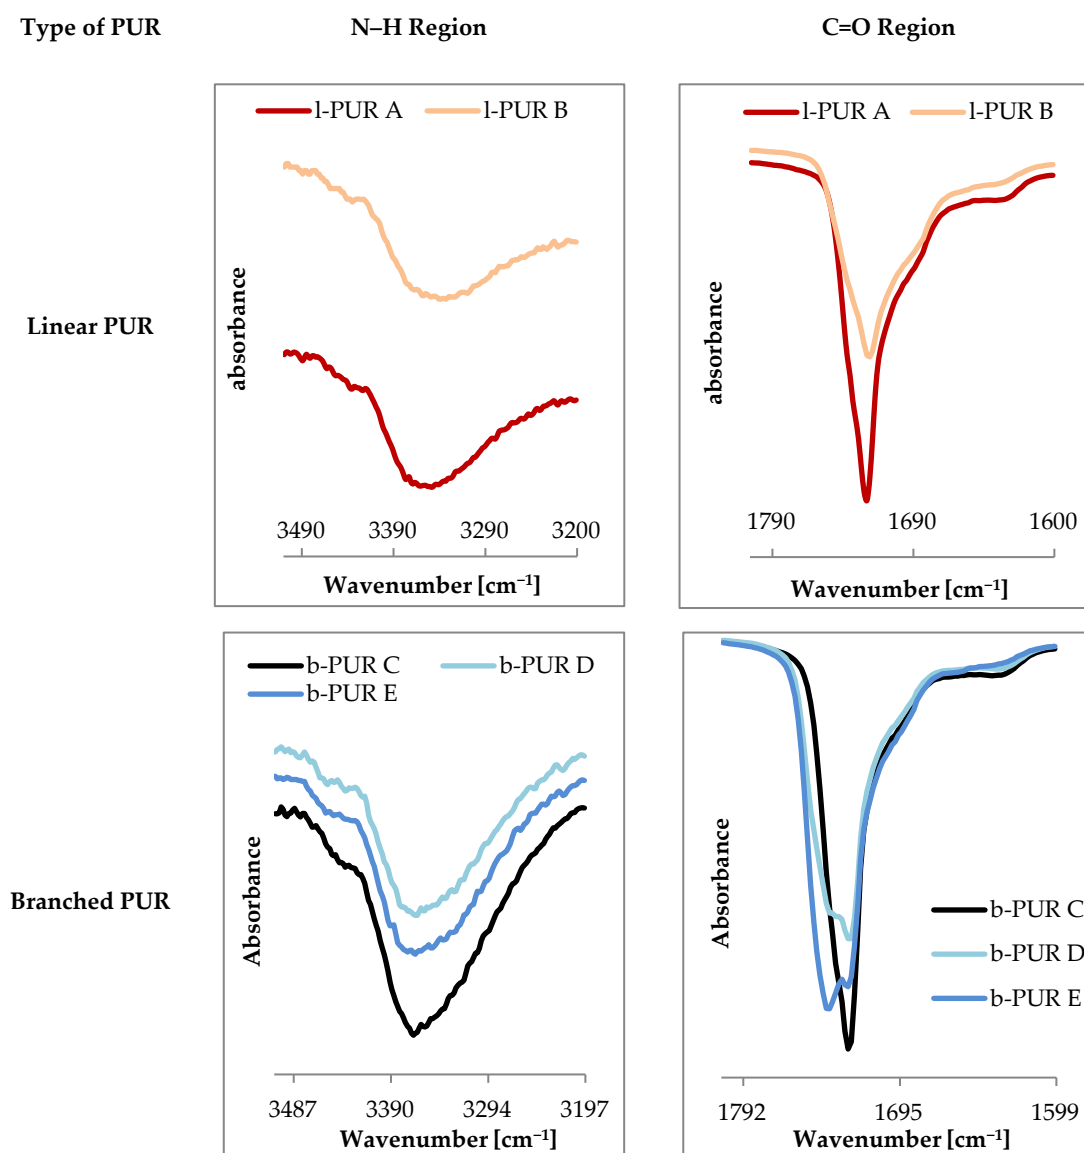 Type of PUR N–H Region C=O Region
l-PUR A l-PUR B
absorbance
3490 3390 3290 3200
Wavenumber [cm⁻¹]
l-PUR A l-PUR B
absorbance
1790 1690 1600
Wavenumber [cm⁻¹]
Linear PUR
b-PUR C b-PUR D
b-PUR E
Absorbance
3487 3390 3294 3197
Wavenumber [cm⁻¹]
Absorbance
b-PUR C
b-PUR D
b-PUR E
1792 1695 1599
Wavenumber [cm⁻¹]
Branched PUR